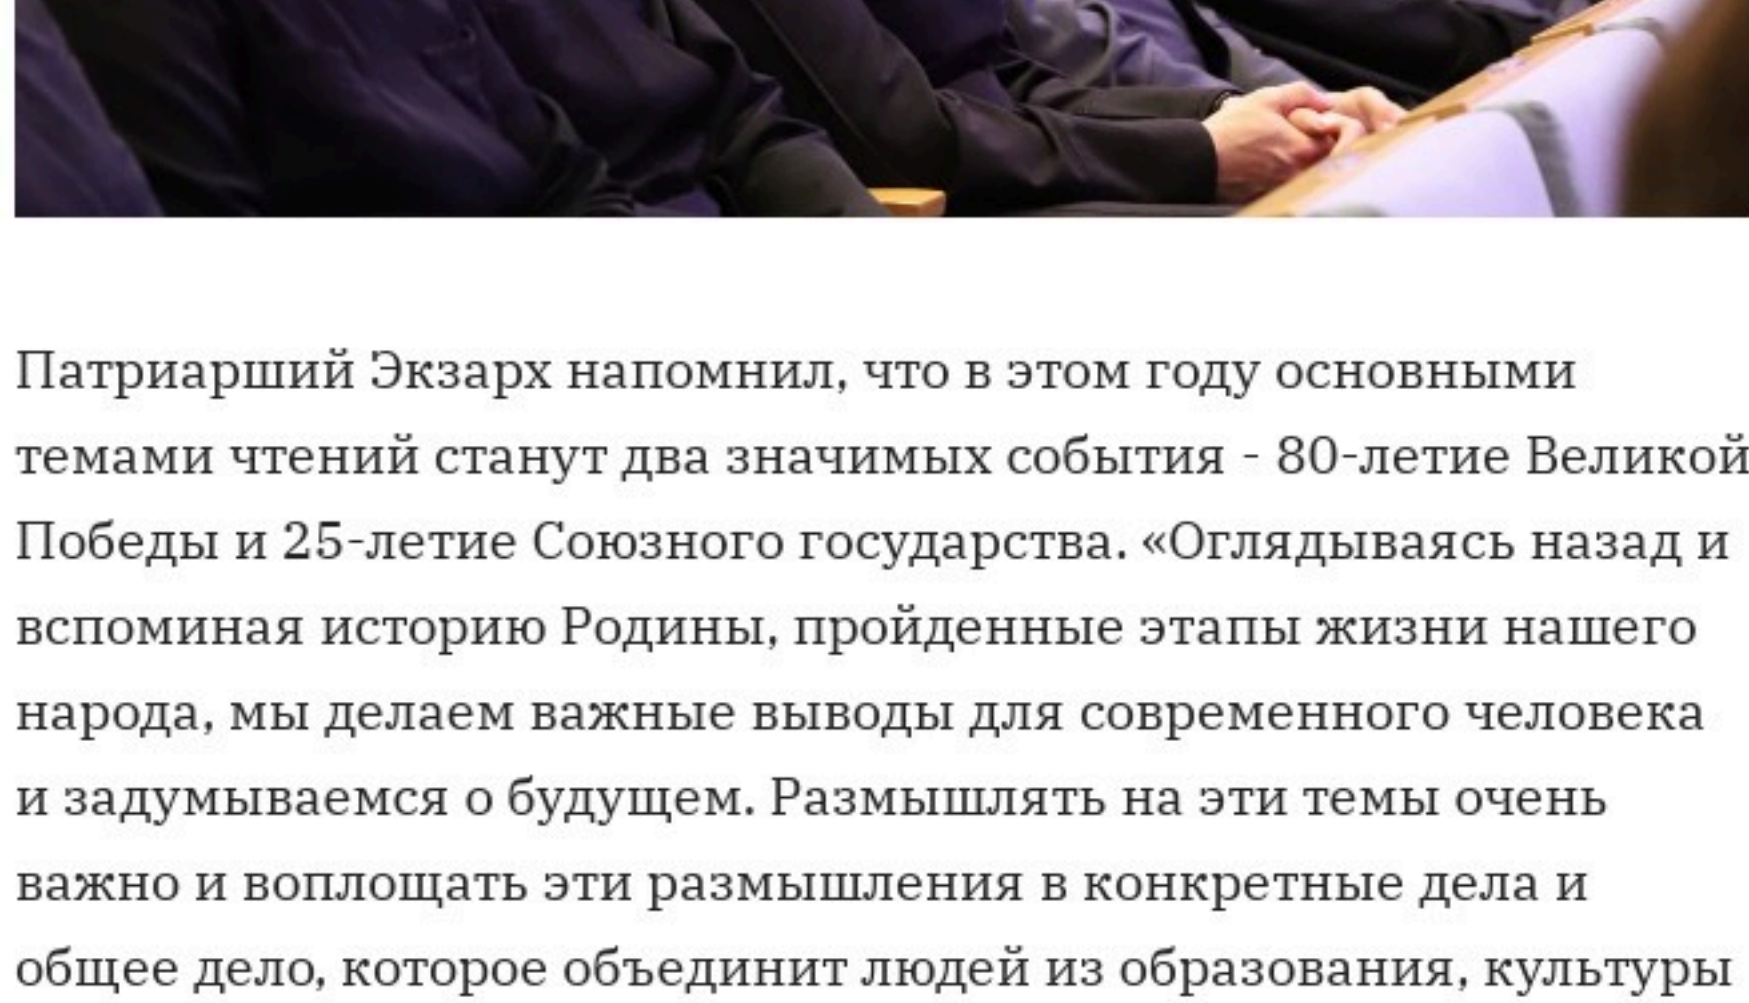 Патриарший Экзарх напомнил, что в этом году основными
темами чтений станут два значимых события - 80-летие Великой
Победы и 25-летие Союзного государства. «Оглядываясь назад и
вспоминая историю Родины, пройденные этапы жизни нашего
народа, мы делаем важные выводы для современного человека
и задумываемся о будущем. Размышлять на эти темы очень
важно и воплощать эти размышления в конкретные дела и
общее дело, которое объединит людей из образования, культуры